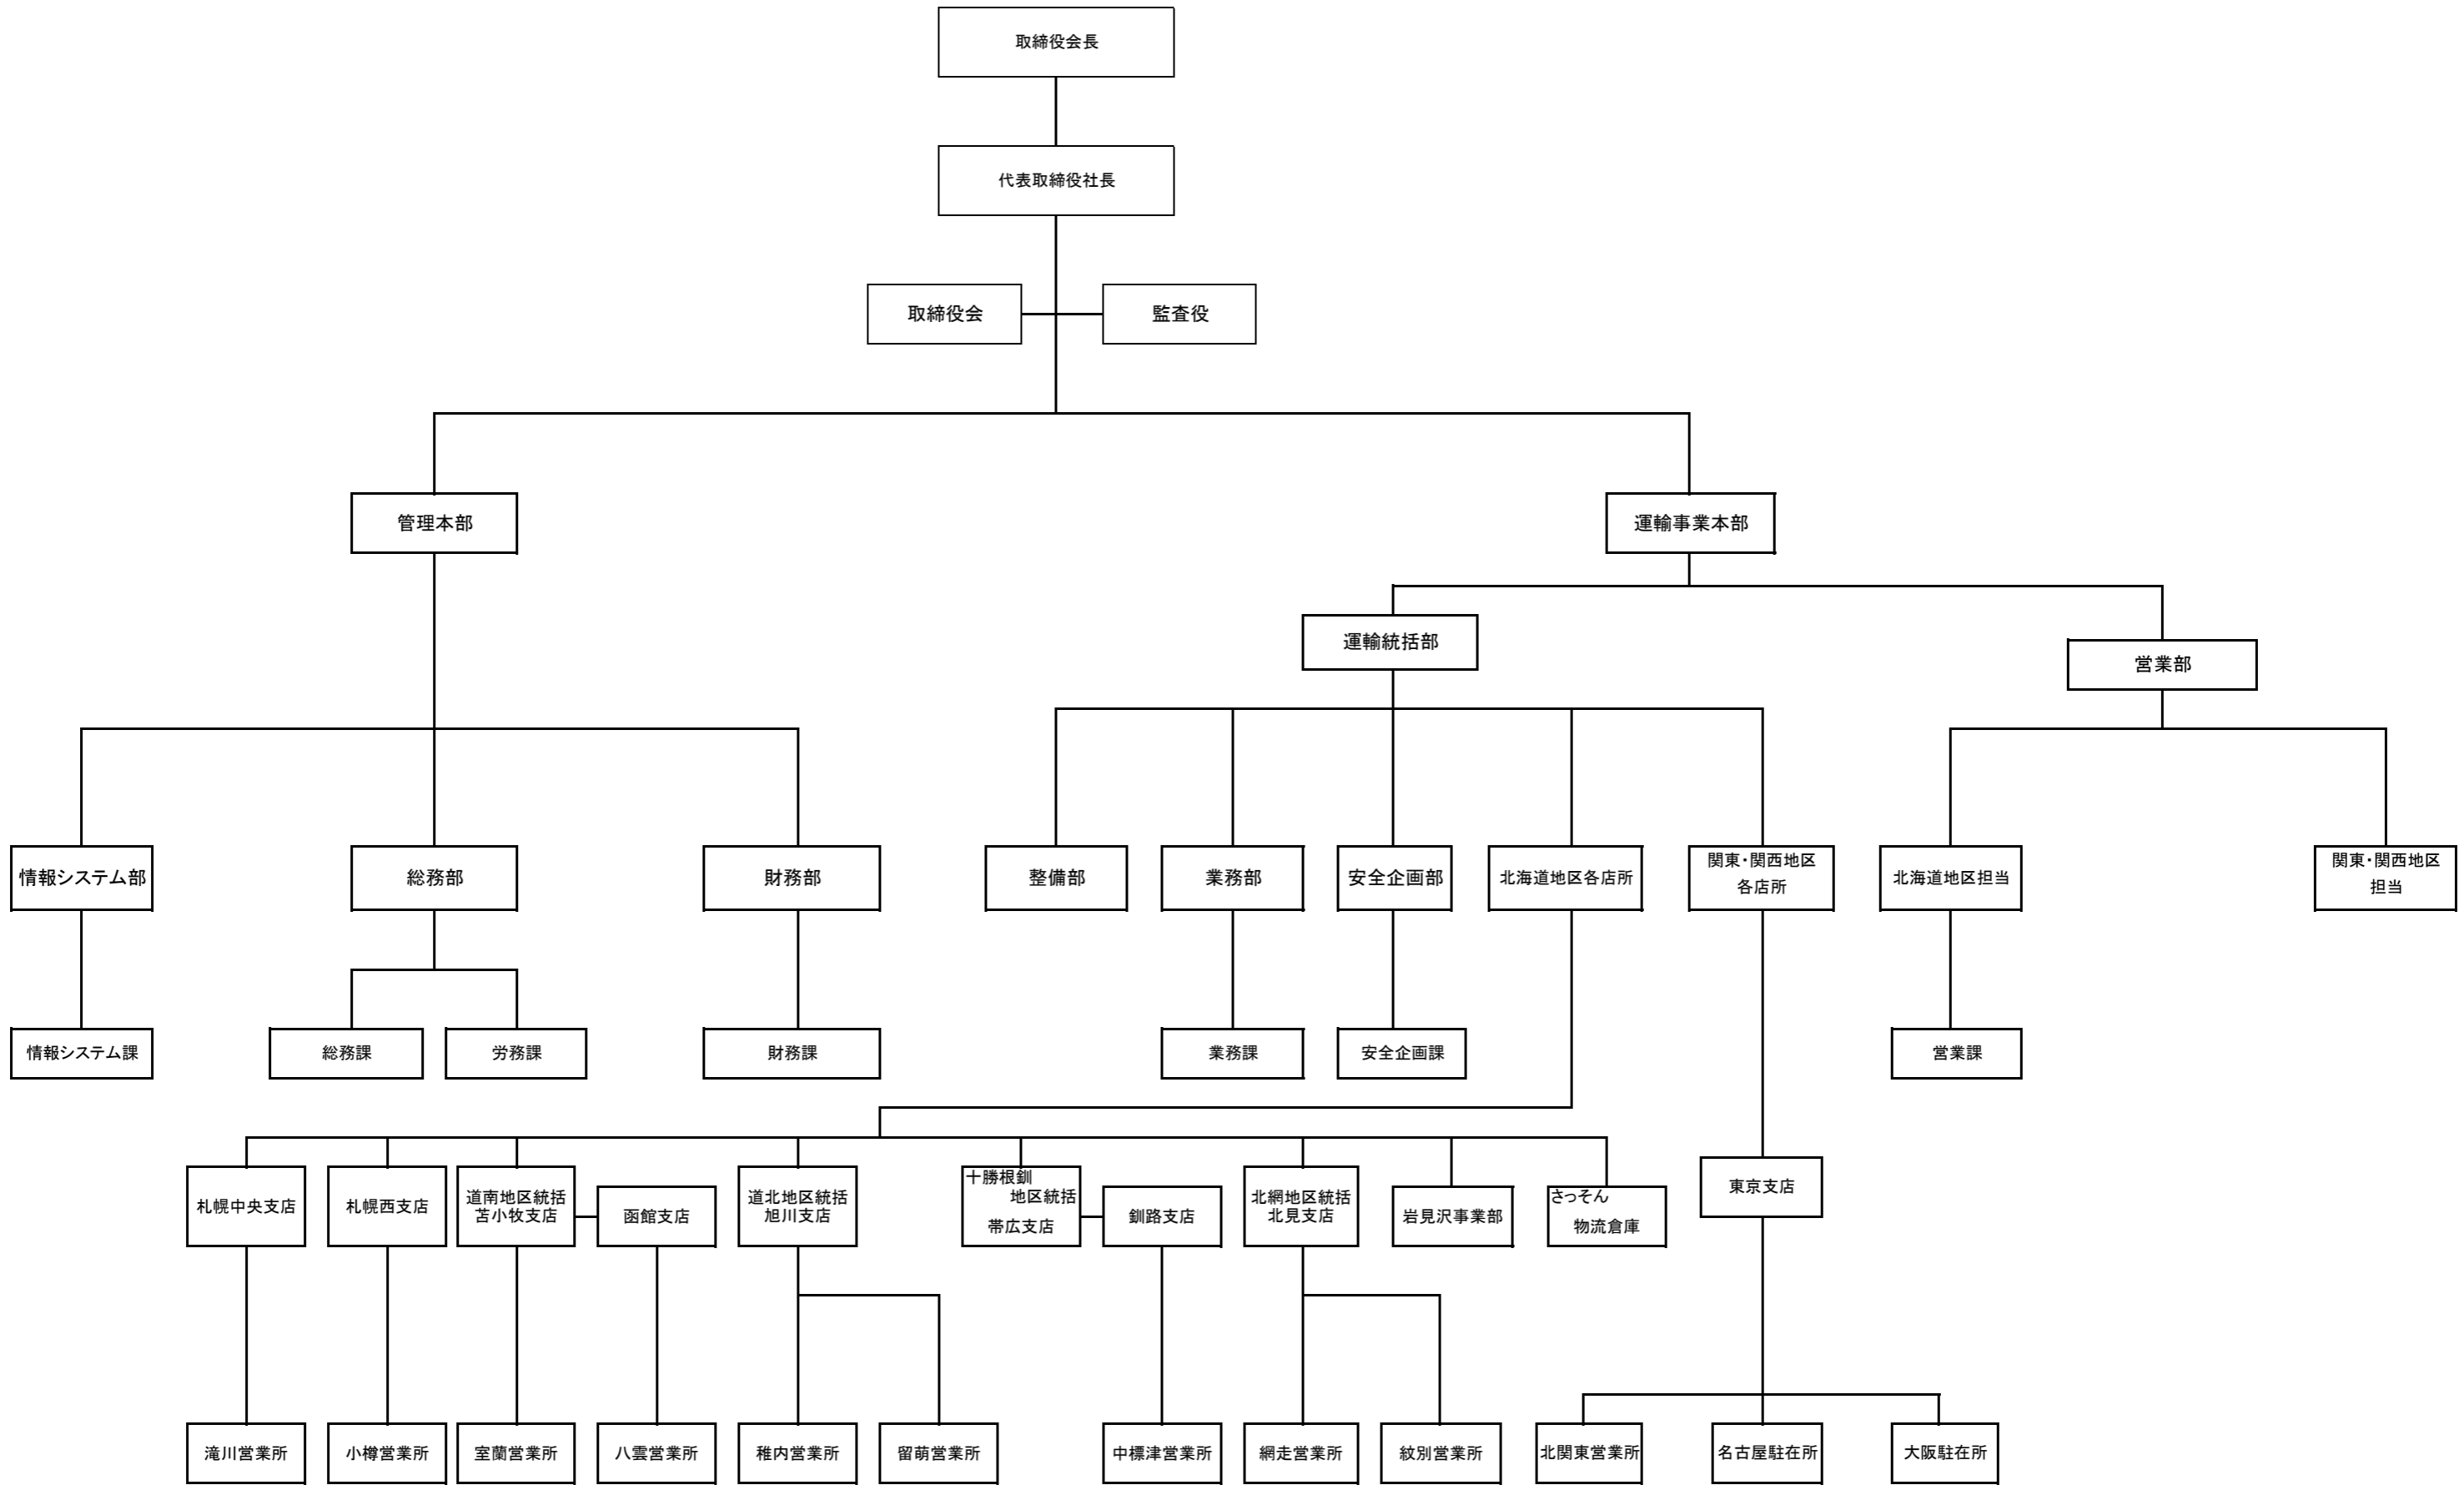 取締役会長
代表取締役社長
取締役会
監査役
管理本部
運輸事業本部
運輸統括部
営業部
情報システム部
総務部
財務部
整備部
業務部
安全企画部
北海道地区各店所
関東・関西地区
各店所
北海道地区担当
関東・関西地区
担当
情報システム課
総務課
労務課
財務課
業務課
安全企画課
営業課
札幌中央支店
札幌西支店
道南地区統括
苫小牧支店
函館支店
道北地区統括
旭川支店
十勝根釧
地区統括
帯広支店
釧路支店
北網地区統括
北見支店
岩見沢事業部
さっそん
物流倉庫
東京支店
滝川営業所
小樽営業所
室蘭営業所
八雲営業所
稚内営業所
留萌営業所
中標津営業所
網走営業所
紋別営業所
北関東営業所
名古屋駐在所
大阪駐在所